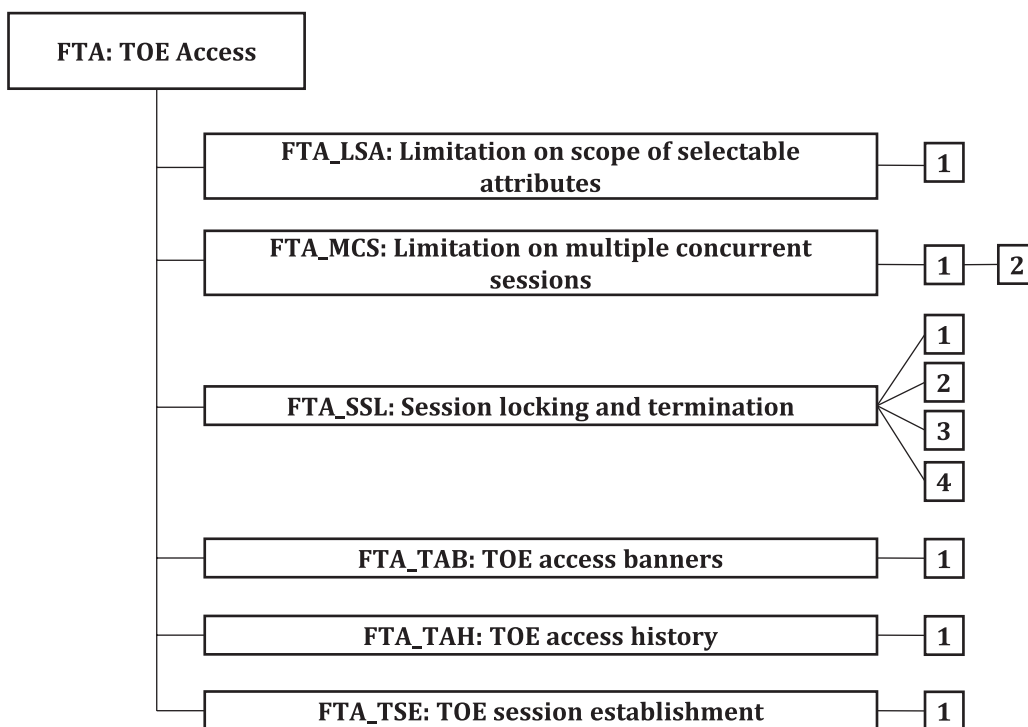 FTA: TOE Access
FTA_LSA: Limitation on scope of selectable
attributes
1
FTA_MCS: Limitation on multiple concurrent
sessions
1
2
FTA_SSL: Session locking and termination
1
2
3
4
FTA_TAB: TOE access banners
1
FTA_TAH: TOE access history
1
FTA_TSE: TOE session establishment
1